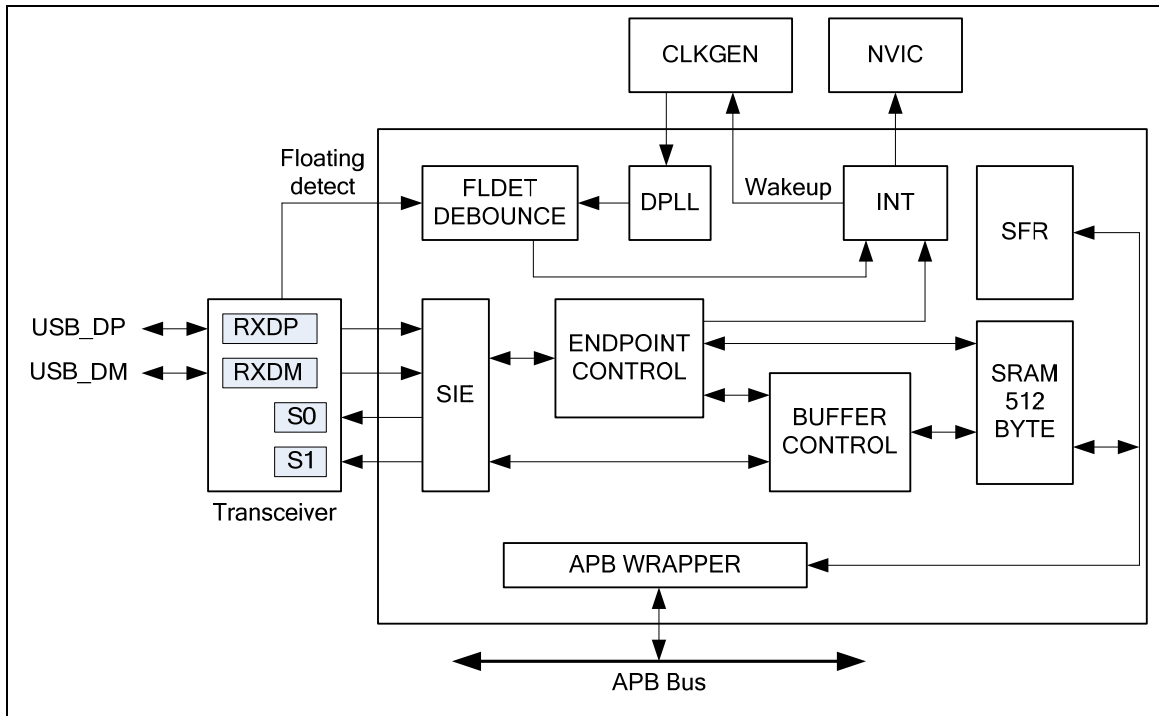 CLKGEN
NVIC
Floating
detect
FLDET
DEBOUNCE
DPLL
Wakeup
INT
SFR
USB_DP
USB_DM
RXDP
RXDM
S0
S1
Transceiver
SIE
ENDPOINT
CONTROL
BUFFER
CONTROL
SRAM
512
BYTE
APB WRAPPER
APB Bus